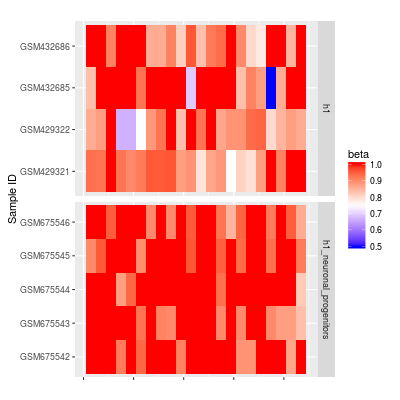 Sample ID
GSM432686
GSM432685
GSM429322
GSM429321
h1
GSM675546
GSM675545
GSM675544
GSM675543
GSM675542
h1_neuronal_progenitors
beta
1.0
0.9
0.8
0.7
0.6
0.5